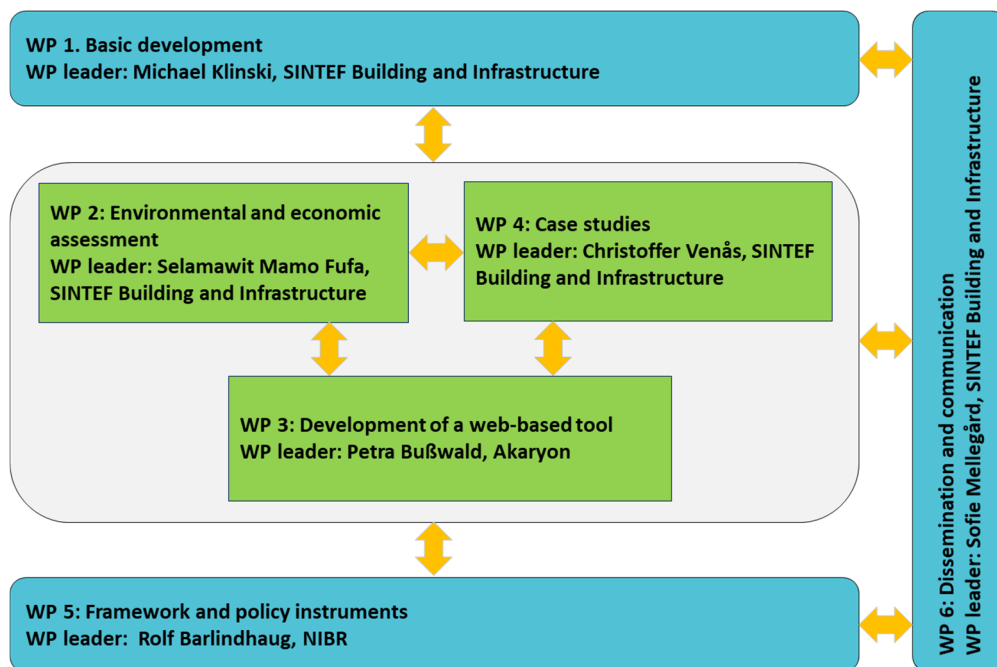 WP 1. Basic development
WP leader: Michael Klinski, SINTEF Building and Infrastructure
WP 2: Environmental and economic
assessment
WP leader: Selamawit Mamo Fufa,
SINTEF Building and Infrastructure
WP 4: Case studies
WP leader: Christoffer Venås, SINTEF
Building and Infrastructure
WP 3: Development of a web-based tool
WP leader: Petra Bußwald, Akaryon
WP 5: Framework and policy instruments
WP leader:  Rolf Barlindhaug, NIBR
WP 6: Dissemination and communication
WP leader: Sofie Mellegård, SINTEF Building and Infrastructure